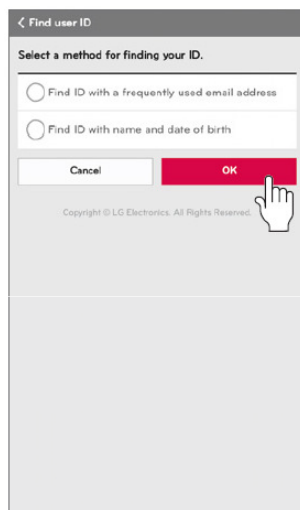 < Find user ID
Select a method for finding your ID.
Find ID with a frequently used email address
Find ID with name and date of birth
Cancel OK
Copyright © LG Electronics. All Rights Reserved.